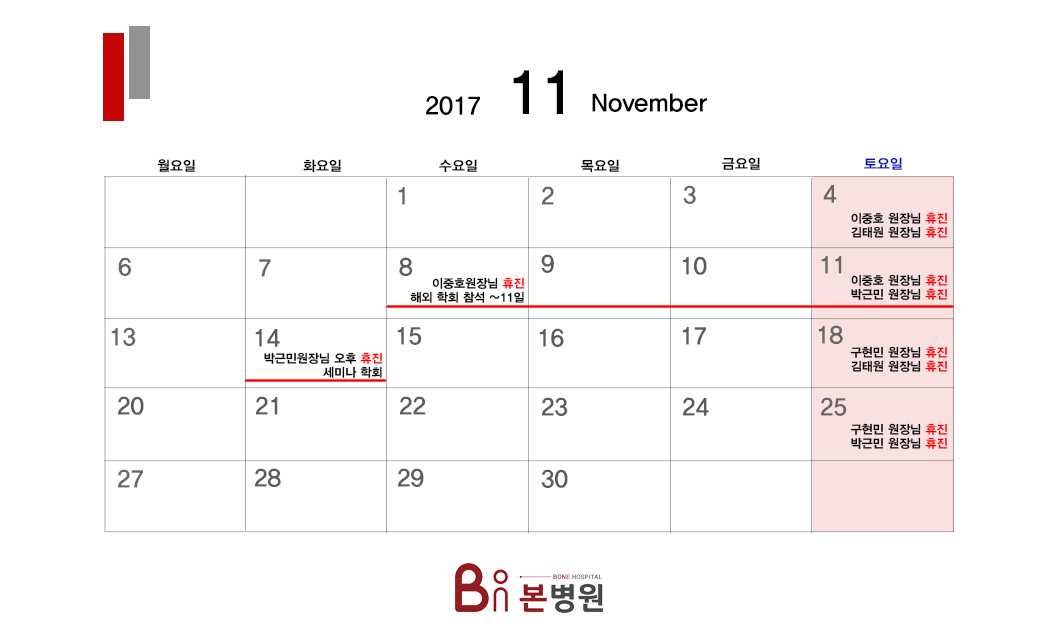 2017 11 November
월요일 화요일 수요일 목요일 금요일 토요일
1 2 3 4
이중호 원장님 휴진
김태원 원장님 휴진
6 7 8 9 10 11
이중호원장님 휴진
해외 학회 참석 ~11일
이중호 원장님 휴진
박근민 원장님 휴진
13 14 15 16 17 18
박근민원장님 오후 휴진
세미나 학회
구현민 원장님 휴진
김태원 원장님 휴진
20 21 22 23 24 25
구현민 원장님 휴진
박근민 원장님 휴진
27 28 29 30
Bon BONE HOSPITAL
본병원